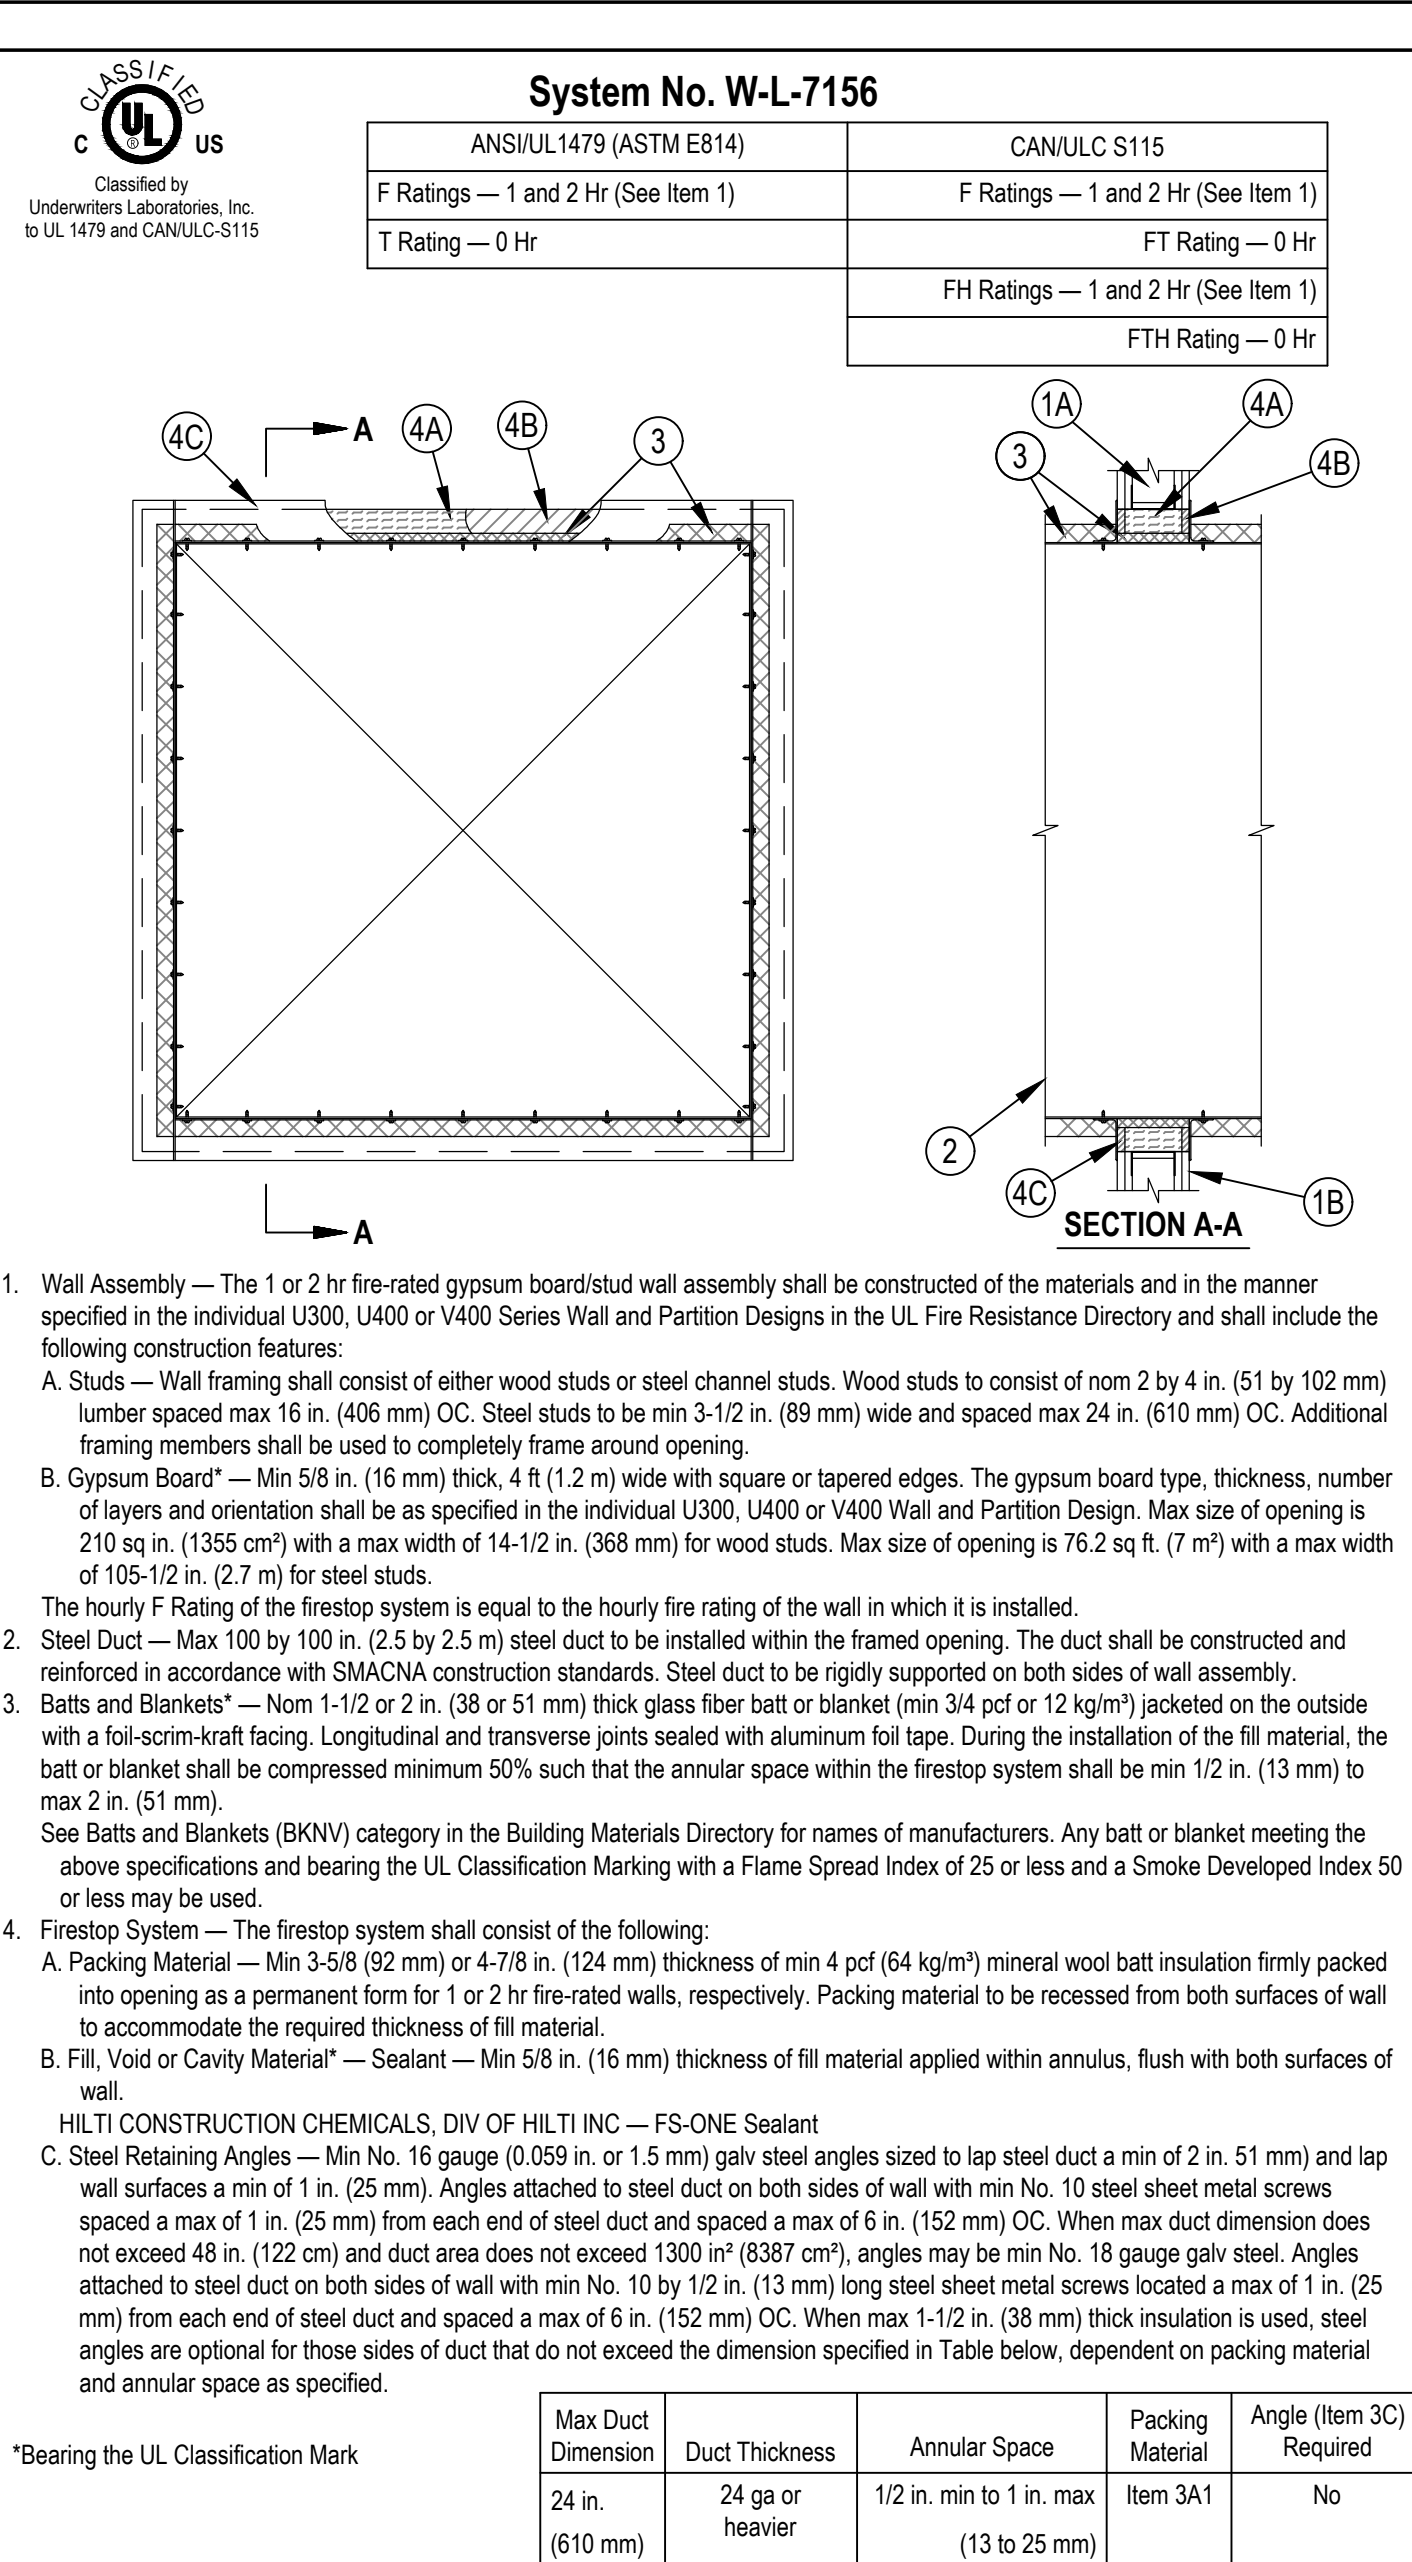 CLASSIFIED
C UL ® US
Classified by
Underwriters Laboratories, Inc.
to UL 1479 and CAN/ULC-S115
System No. W-L-7156
ANSI/UL1479 (ASTM E814) CAN/ULC S115
F Ratings — 1 and 2 Hr (See Item 1) F Ratings — 1 and 2 Hr (See Item 1)
T Rating — 0 Hr FT Rating — 0 Hr
FH Ratings — 1 and 2 Hr (See Item 1)
FTH Rating — 0 Hr
4C A 4A 4B 3
A
1A 4A
3 4B
2
4C 1B
SECTION A-A
1. Wall Assembly — The 1 or 2 hr fire-rated gypsum board/stud wall assembly shall be constructed of the materials and in the manner
specified in the individual U300, U400 or V400 Series Wall and Partition Designs in the UL Fire Resistance Directory and shall include the
following construction features:
A. Studs — Wall framing shall consist of either wood studs or steel channel studs. Wood studs to consist of nom 2 by 4 in. (51 by 102 mm)
lumber spaced max 16 in. (406 mm) OC. Steel studs to be min 3-1/2 in. (89 mm) wide and spaced max 24 in. (610 mm) OC. Additional
framing members shall be used to completely frame around opening.
B. Gypsum Board* — Min 5/8 in. (16 mm) thick, 4 ft (1.2 m) wide with square or tapered edges. The gypsum board type, thickness, number
of layers and orientation shall be as specified in the individual U300, U400 or V400 Wall and Partition Design. Max size of opening is
210 sq in. (1355 cm²) with a max width of 14-1/2 in. (368 mm) for wood studs. Max size of opening is 76.2 sq ft. (7 m²) with a max width
of 105-1/2 in. (2.7 m) for steel studs.
The hourly F Rating of the firestop system is equal to the hourly fire rating of the wall in which it is installed.
2. Steel Duct — Max 100 by 100 in. (2.5 by 2.5 m) steel duct to be installed within the framed opening. The duct shall be constructed and
reinforced in accordance with SMACNA construction standards. Steel duct to be rigidly supported on both sides of wall assembly.
3. Batts and Blankets* — Nom 1-1/2 or 2 in. (38 or 51 mm) thick glass fiber batt or blanket (min 3/4 pcf or 12 kg/m³) jacketed on the outside
with a foil-scrim-kraft facing. Longitudinal and transverse joints sealed with aluminum foil tape. During the installation of the fill material, the
batt or blanket shall be compressed minimum 50% such that the annular space within the firestop system shall be min 1/2 in. (13 mm) to
max 2 in. (51 mm).
See Batts and Blankets (BKNV) category in the Building Materials Directory for names of manufacturers. Any batt or blanket meeting the
above specifications and bearing the UL Classification Marking with a Flame Spread Index of 25 or less and a Smoke Developed Index 50
or less may be used.
4. Firestop System — The firestop system shall consist of the following:
A. Packing Material — Min 3-5/8 (92 mm) or 4-7/8 in. (124 mm) thickness of min 4 pcf (64 kg/m³) mineral wool batt insulation firmly packed
into opening as a permanent form for 1 or 2 hr fire-rated walls, respectively. Packing material to be recessed from both surfaces of wall
to accommodate the required thickness of fill material.
B. Fill, Void or Cavity Material* — Sealant — Min 5/8 in. (16 mm) thickness of fill material applied within annulus, flush with both surfaces of
wall.
HILTI CONSTRUCTION CHEMICALS, DIV OF HILTI INC — FS-ONE Sealant
C. Steel Retaining Angles — Min No. 16 gauge (0.059 in. or 1.5 mm) galv steel angles sized to lap steel duct a min of 2 in. 51 mm) and lap
wall surfaces a min of 1 in. (25 mm). Angles attached to steel duct on both sides of wall with min No. 10 steel sheet metal screws
spaced a max of 1 in. (25 mm) from each end of steel duct and spaced a max of 6 in. (152 mm) OC. When max duct dimension does
not exceed 48 in. (122 cm) and duct area does not exceed 1300 in² (8387 cm²), angles may be min No. 18 gauge galv steel. Angles
attached to steel duct on both sides of wall with min No. 10 by 1/2 in. (13 mm) long steel sheet metal screws located a max of 1 in. (25
mm) from each end of steel duct and spaced a max of 6 in. (152 mm) OC. When max 1-1/2 in. (38 mm) thick insulation is used, steel
angles are optional for those sides of duct that do not exceed the dimension specified in Table below, dependent on packing material
and annular space as specified.
*Bearing the UL Classification Mark
Max Duct Packing Angle (Item 3C)
Dimension Duct Thickness Annular Space Material Required
24 in. 24 ga or 1/2 in. min to 1 in. max Item 3A1 No
(610 mm) heavier (13 to 25 mm)